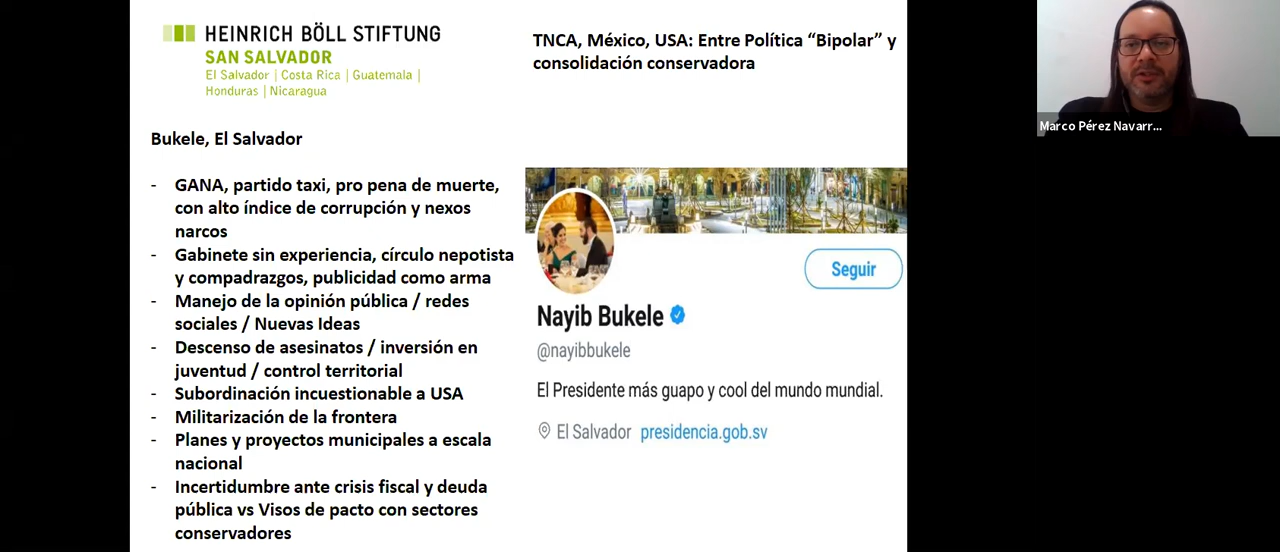 HEINRICH BÖLL STIFTUNG
SAN SALVADOR
El Salvador | Costa Rica | Guatemala |
Honduras | Nicaragua
TNCA, México, USA: Entre Política “Bipolar” y
consolidación conservadora
Marco Pérez Navarr...
Bukele, El Salvador
- GANA, partido taxi, pro pena de muerte,
con alto índice de corrupción y nexos
narcos
- Gabinete sin experiencia, círculo nepotista
y compadrazgos, publicidad como arma
- Manejo de la opinión pública / redes
sociales / Nuevas Ideas
- Descenso de asesinatos / inversión en
juventud / control territorial
- Subordinación incuestionable a USA
- Militarización de la frontera
- Planes y proyectos municipales a escala
nacional
- Incertidumbre ante crisis fiscal y deuda
pública vs Visos de pacto con sectores
conservadores
Seguir
Nayib Bukele
@nayibbukele
El Presidente más guapo y cool del mundo mundial.
El Salvador presidencia.gob.sv